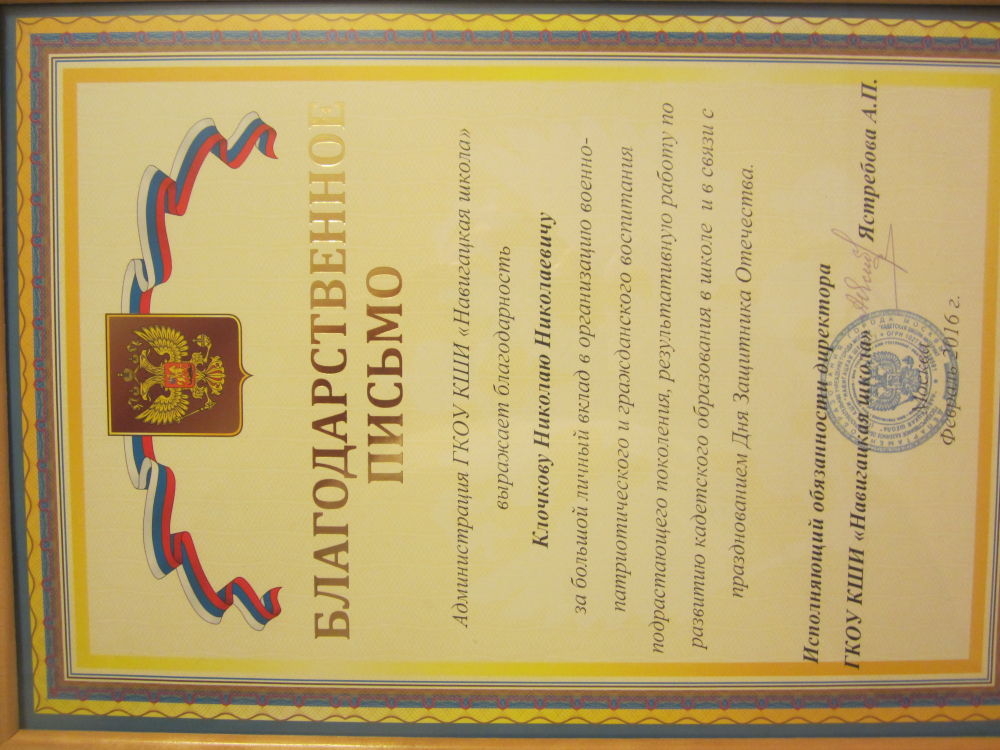 БЛАГОДАРСТВЕННОЕ
ПИСЬМО
Администрация ГКОУ КШИ «Навигацкая школа»
выражает благодарность
Клочкову Николаю Николаевичу
за большой личный вклад в организацию военно-
патриотического и гражданского воспитания
подрастающего поколения, результативную работу по
развитию кадетского образования в школе и в связи с
празднованием Дня Защитника Отечества.
Исполняющий обязанности директора
ГКОУ КШИ «Навигацкая школа» Ястребова А.П.
Москва
Февраль 2016 г.